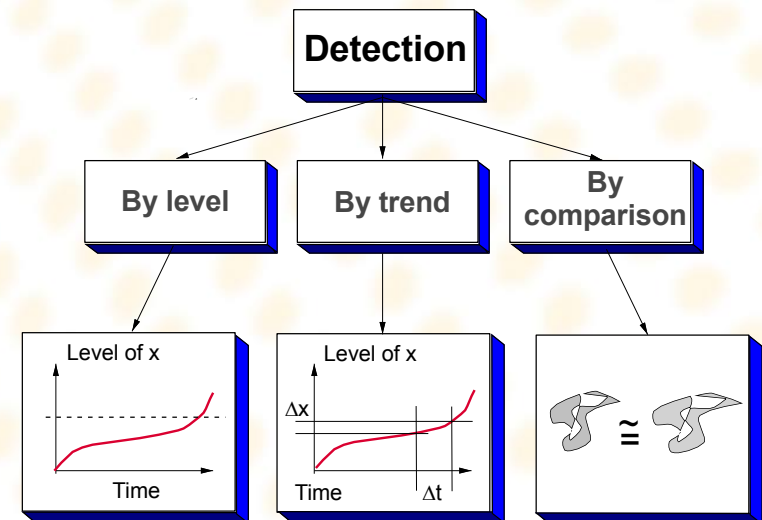 Detection
By level
By trend
By
comparison
Level of x
Time
Level of x
Δx
Time
Δt
≅